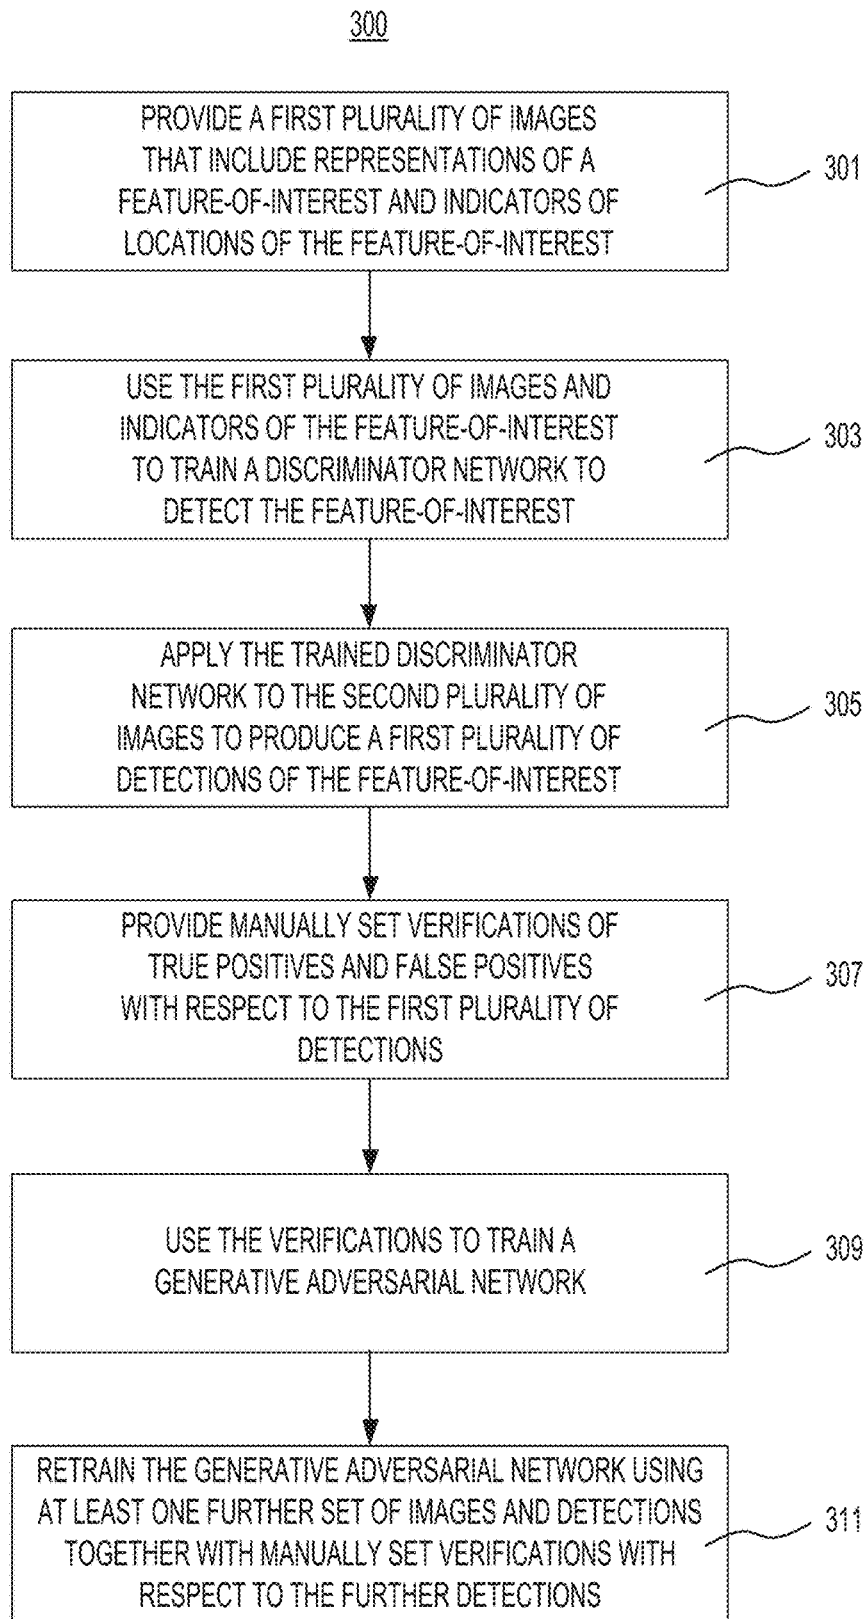 300
PROVIDE A FIRST PLURALITY OF IMAGES
THAT INCLUDE REPRESENTATIONS OF A
FEATURE-OF-INTEREST AND INDICATORS OF
LOCATIONS OF THE FEATURE-OF-INTEREST
301
USE THE FIRST PLURALITY OF IMAGES AND
INDICATORS OF THE FEATURE-OF-INTEREST
TO TRAIN A DISCRIMINATOR NETWORK TO
DETECT THE FEATURE-OF-INTEREST
303
APPLY THE TRAINED DISCRIMINATOR
NETWORK TO THE SECOND PLURALITY OF
IMAGES TO PRODUCE A FIRST PLURALITY OF
DETECTIONS OF THE FEATURE-OF-INTEREST
305
PROVIDE MANUALLY SET VERIFICATIONS OF
TRUE POSITIVES AND FALSE POSITIVES
WITH RESPECT TO THE FIRST PLURALITY OF
DETECTIONS
307
USE THE VERIFICATIONS TO TRAIN A
GENERATIVE ADVERSARIAL NETWORK
309
RETRAIN THE GENERATIVE ADVERSARIAL NETWORK USING
AT LEAST ONE FURTHER SET OF IMAGES AND DETECTIONS
TOGETHER WITH MANUALLY SET VERIFICATIONS WITH
RESPECT TO THE FURTHER DETECTIONS
311